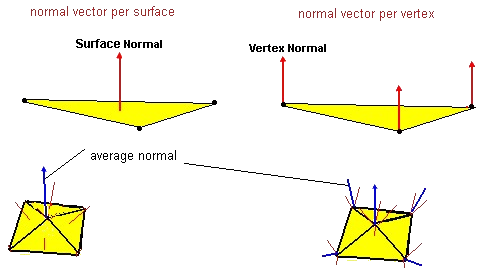 normal vector per surface
normal vector per vertex
Surface Normal
Vertex Normal
average normal